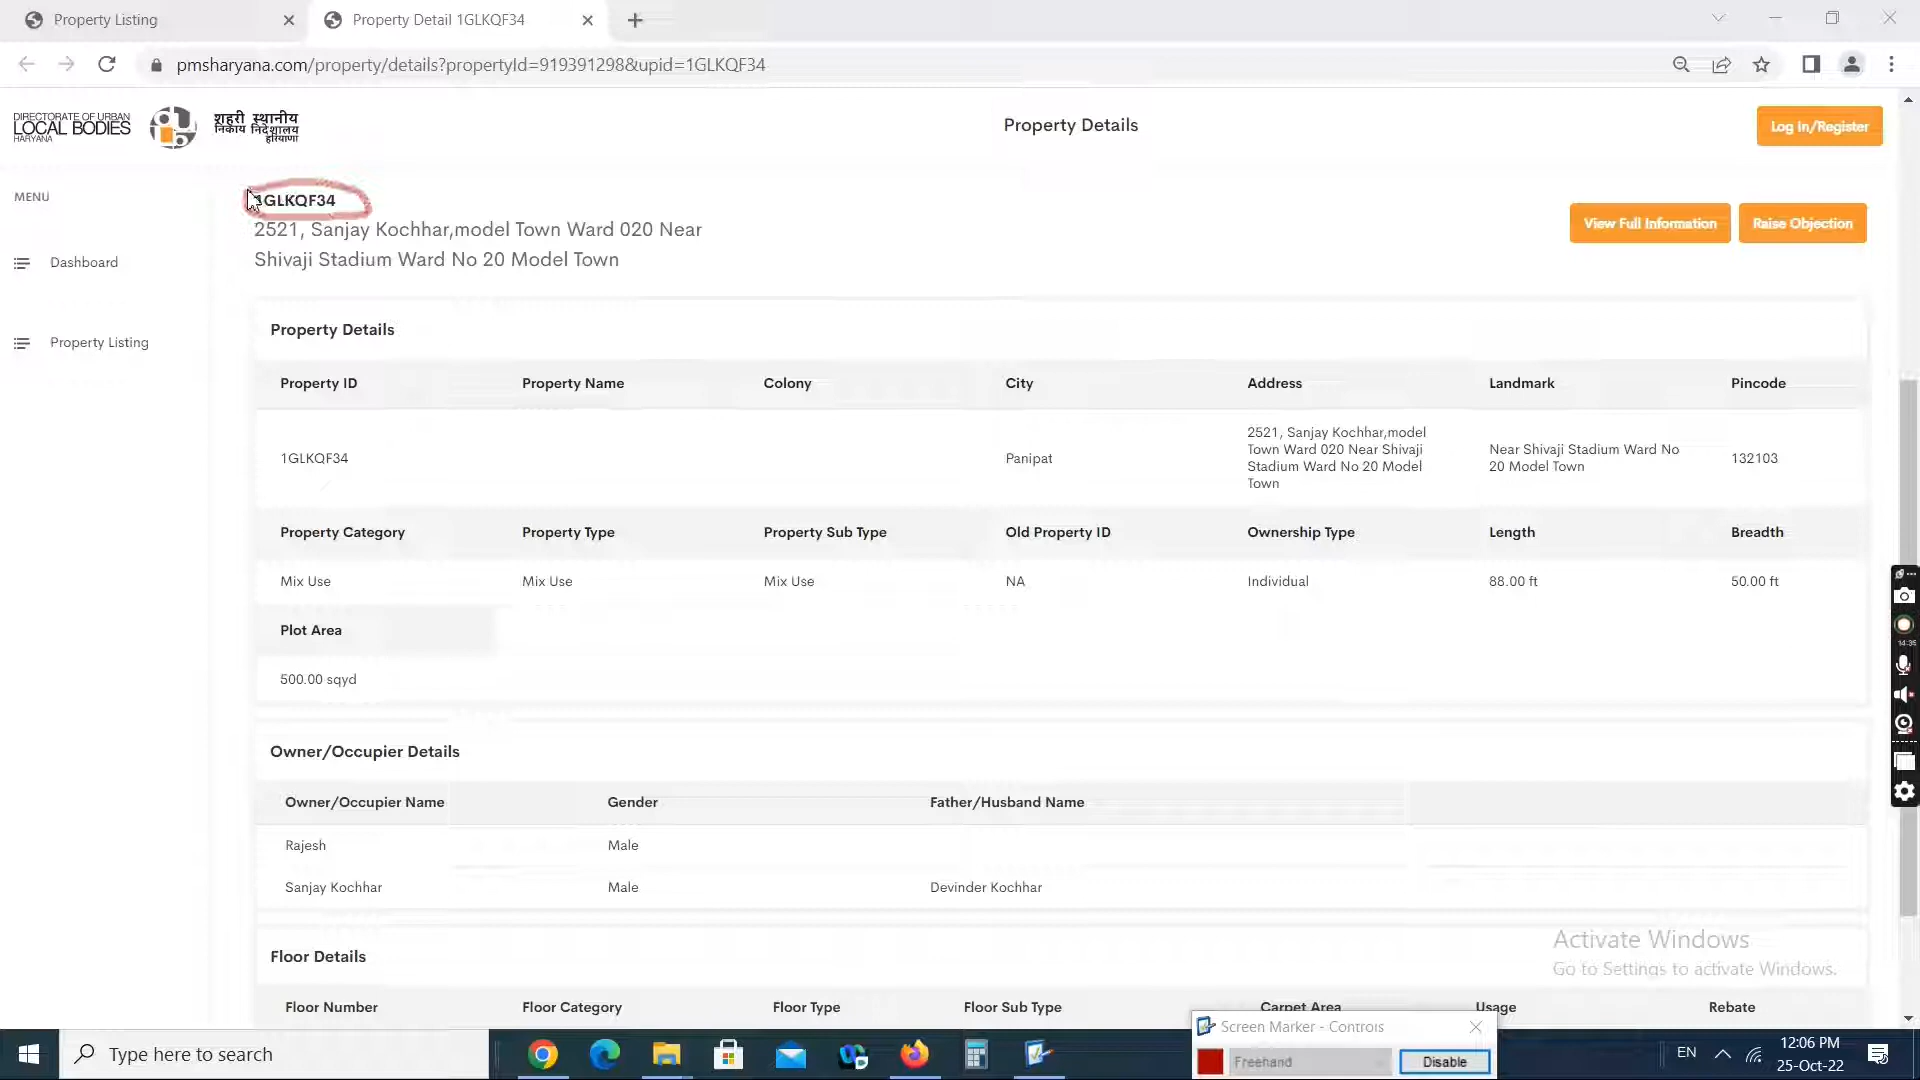 Property Listing
Property Detail 1GLKQF34
pmsharyana.com/property/details?propertyId=919391298&upid=1GLKQF34
DIRECTORATE OF URBAN
LOCAL BODIES
HARYANA
शहरी स्थानीय
निकाय निदेशालय
हरियाणा
Property Details
Log In/Register
MENU
Dashboard
Property Listing
1GLKQF34
2521, Sanjay Kochhar,model Town Ward 020 Near
Shivaji Stadium Ward No 20 Model Town
View Full Information
Raise Objection
Property Details
Property ID Property Name Colony City Address Landmark Pincode
1GLKQF34 Panipat 2521, Sanjay Kochhar,model Near Shivaji Stadium Ward No 132103
Town Ward 020 Near Shivaji 20 Model Town
Stadium Ward No 20 Model
Town
Property Category Property Type Property Sub Type Old Property ID Ownership Type Length Breadth
Mix Use Mix Use Mix Use NA Individual 88.00 ft 50.00 ft
Plot Area
500.00 sqyd
Owner/Occupier Details
Owner/Occupier Name Gender Father/Husband Name
Rajesh Male
Sanjay Kochhar Male Devinder Kochhar
Floor Details
Floor Number Floor Category Floor Type Floor Sub Type Carpet Area Usage Rebate
Activate Windows
Go to Settings to activate Windows.
14:35
Screen Marker - Controls
Freehand
Disable
Type here to search
EN
12:06 PM
25-Oct-22